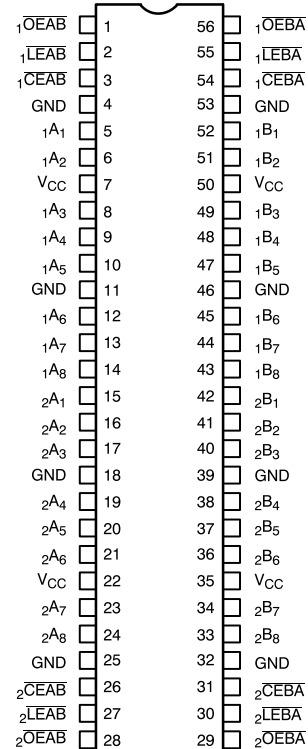 1OEAB 1 56 1OEBA
1LEAB 2 55 1LEBA
1CEAB 3 54 1CEBA
GND 4 53 GND
1A1 5 52 1B1
1A2 6 51 1B2
VCC 7 50 VCC
1A3 8 49 1B3
1A4 9 48 1B4
1A5 10 47 1B5
GND 11 46 GND
1A6 12 45 1B6
1A7 13 44 1B7
1A8 14 43 1B8
2A1 15 42 2B1
2A2 16 41 2B2
2A3 17 40 2B3
GND 18 39 GND
2A4 19 38 2B4
2A5 20 37 2B5
2A6 21 36 2B6
VCC 22 35 VCC
2A7 23 34 2B7
2A8 24 33 2B8
GND 25 32 GND
2CEAB 26 31 2CEBA
2LEAB 27 30 2LEBA
2OEAB 28 29 2OEBA